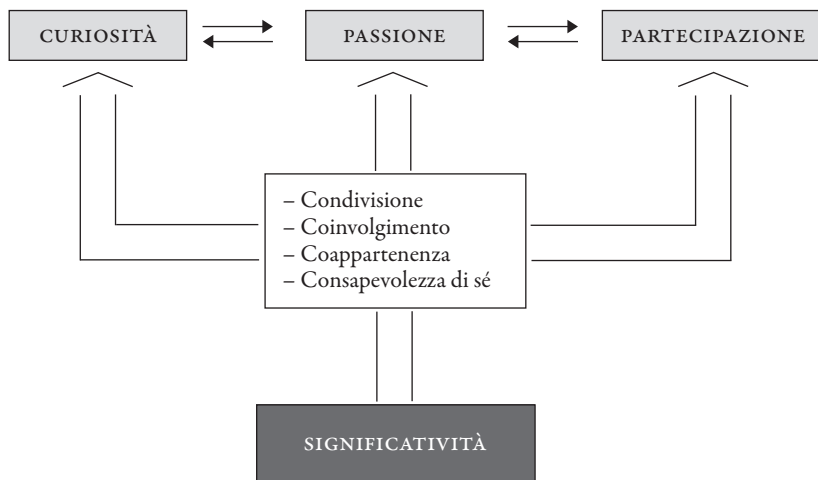 CURIOSITÀ
PASSIONE
PARTECIPAZIONE
– Condivisione
– Coinvolgimento
– Coappartenenza
– Consapevolezza di sé
SIGNIFICATIVITÀ